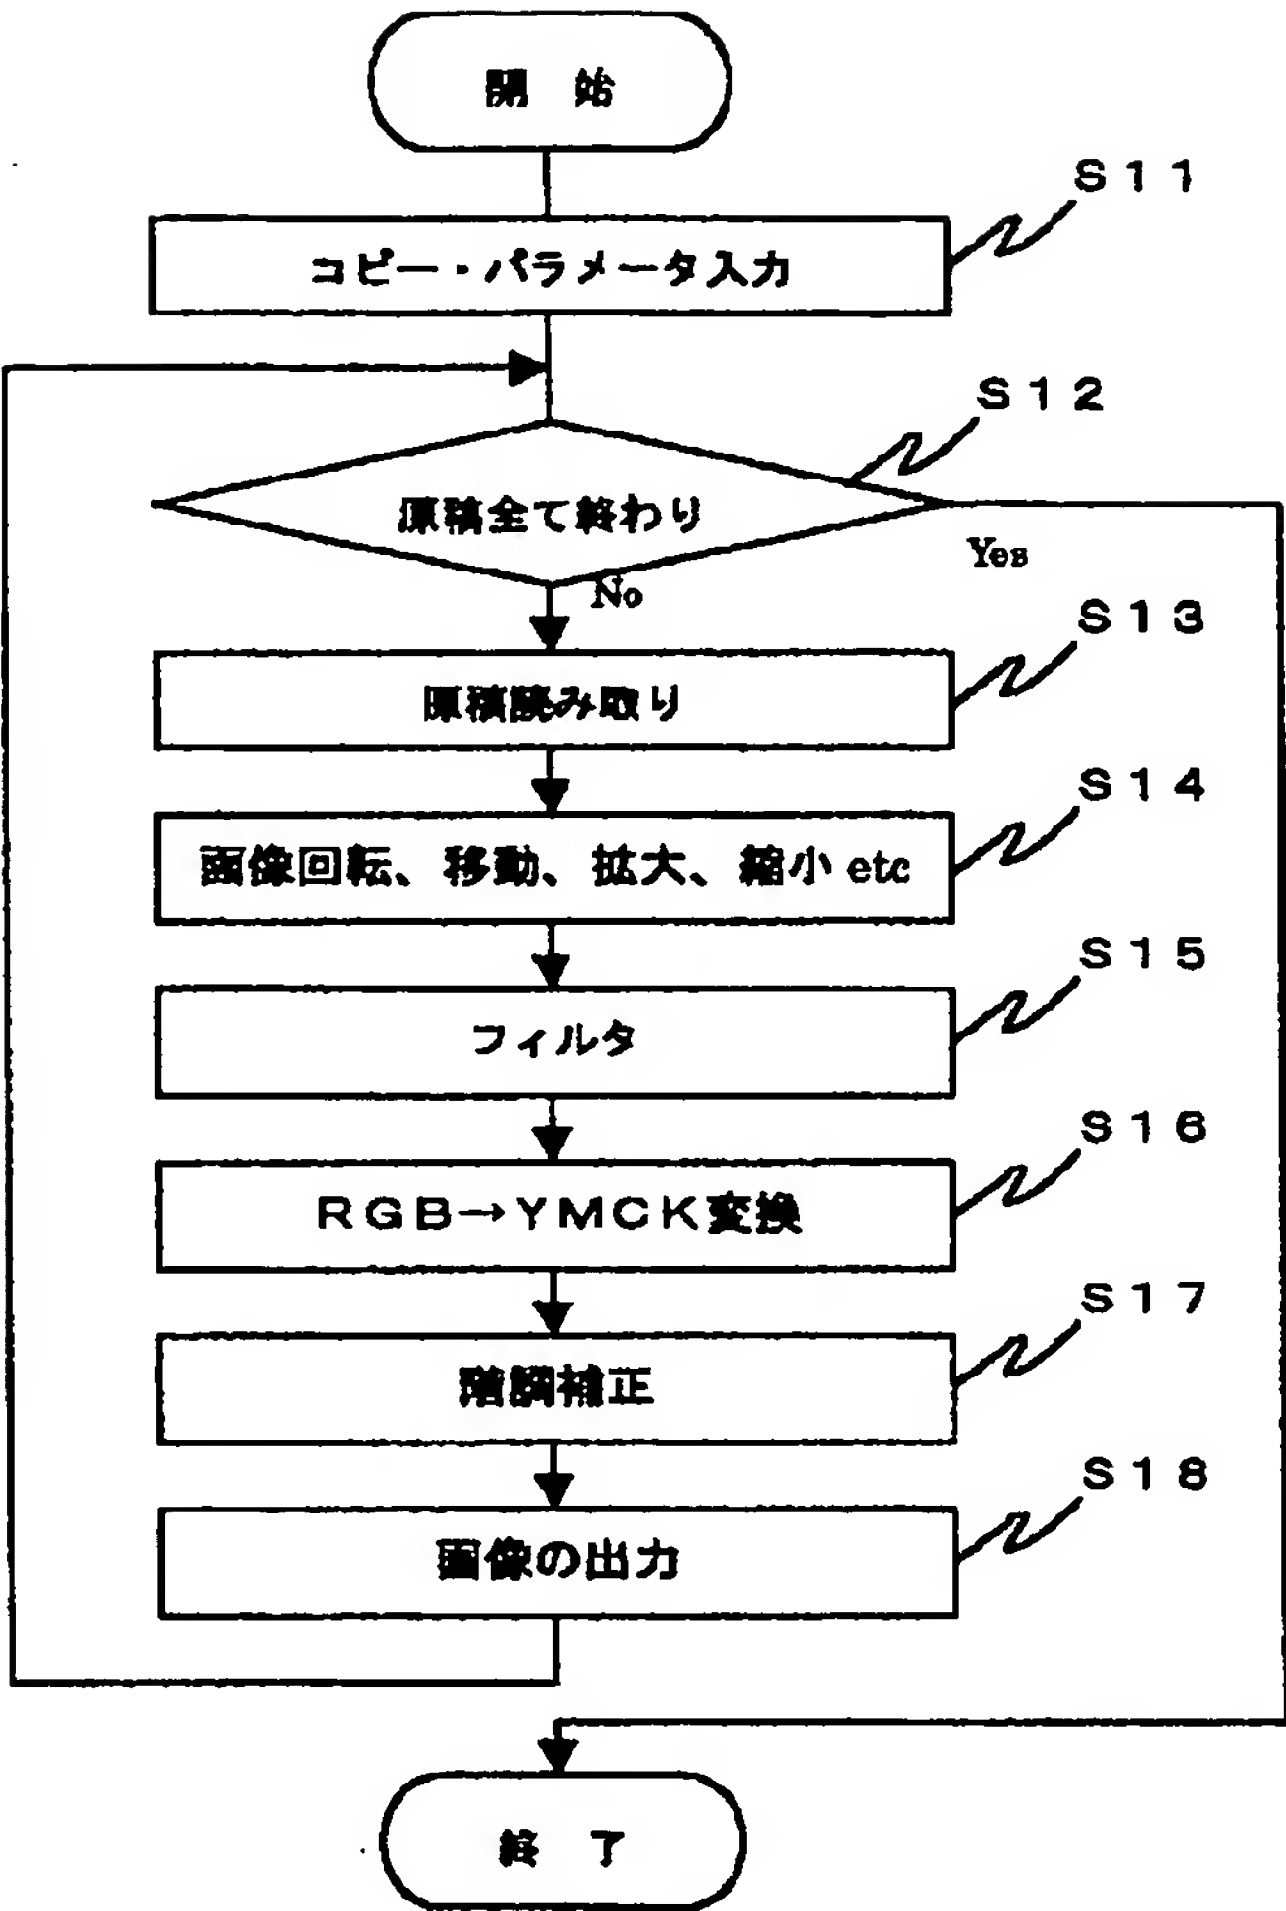 開 始
S11
コピー・パラメータ入力
S12
原稿全て終わり
Yes
No
S13
原稿読み取り
S14
画像回転、移動、拡大、縮小 etc
S15
フィルタ
S16
RGB→YMCK変換
S17
階調補正
S18
画像の出力
終 了